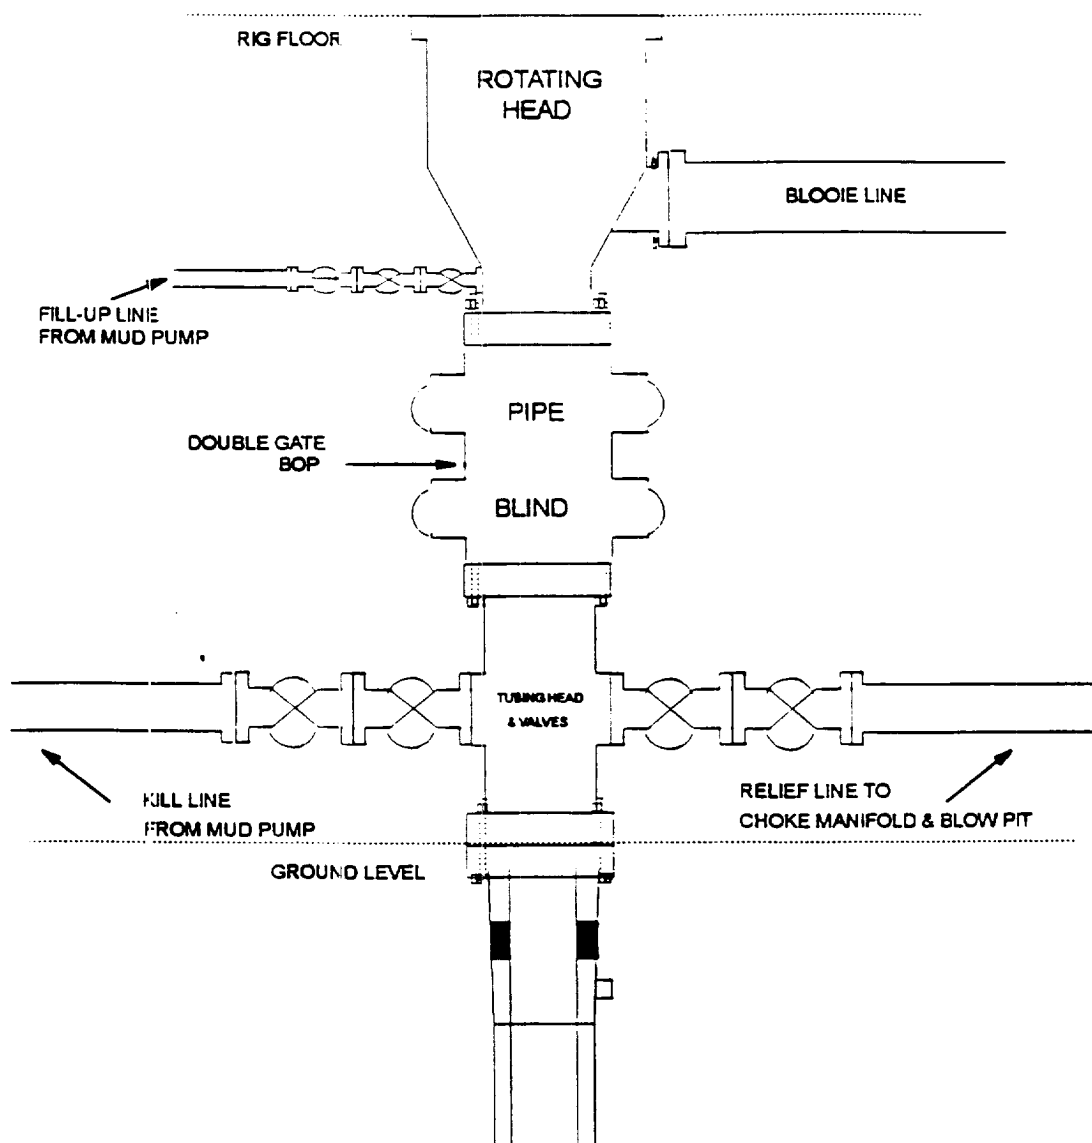 RIG FLOOR
ROTATING
HEAD
BLOOIE LINE
FILL-UP LINE
FROM MUD PUMP
PIPE
DOUBLE GATE
BOP
BLIND
TUBING HEAD
& VALVES
KILL LINE
FROM MUD PUMP
RELIEF LINE TO
CHOKE MANIFOLD & BLOW PIT
GROUND LEVEL